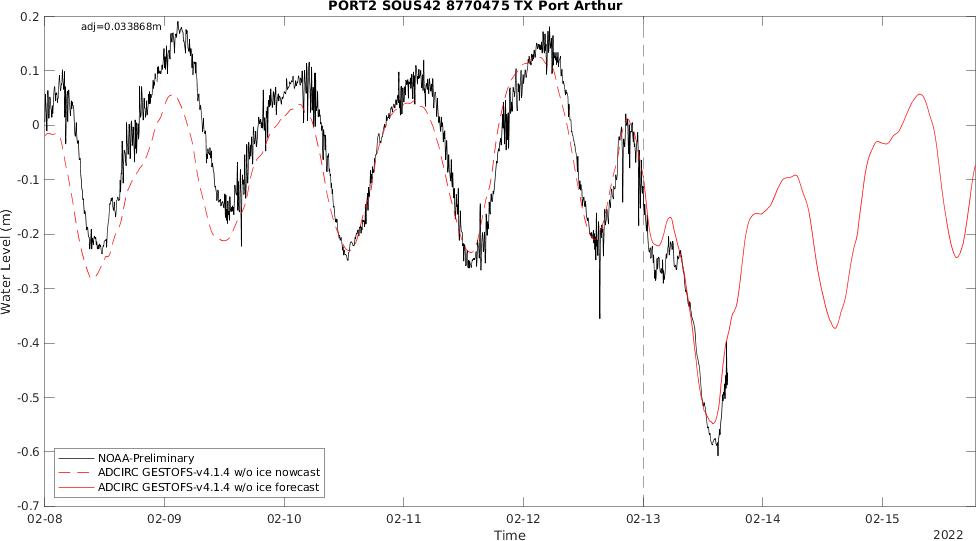 PORT2 SOUS42 8770475 TX Port Arthur
adj=0.033868m
0.2
0.1
0
-0.1
-0.2
-0.3
-0.4
-0.5
-0.6
-0.7
Water Level (m)
NOAA-Preliminary
ADCIRC GESTOFS-v4.1.4 w/o ice nowcast
ADCIRC GESTOFS-v4.1.4 w/o ice forecast
02-08 02-09 02-10 02-11 02-12 02-13 02-14 02-15
Time
2022